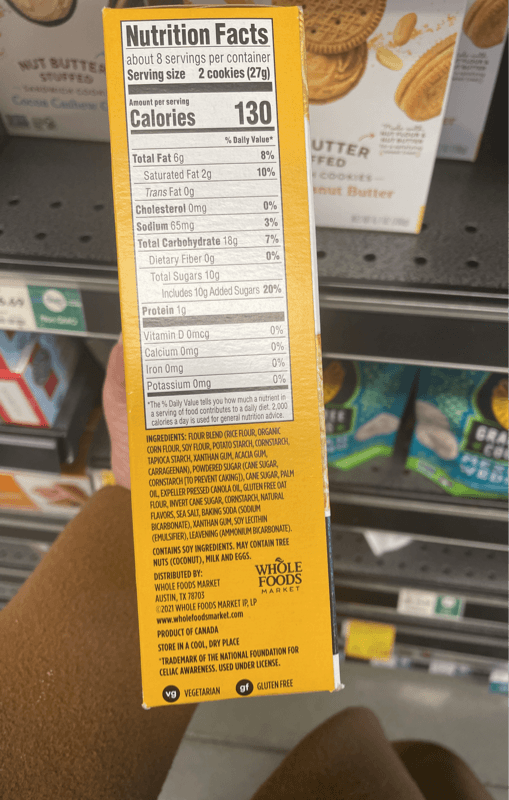 NUT BUTTER
STUFFED
SANDWICH COOKIES
Cocoa Cashew
Nutrition Facts
about 8 servings per container
Serving size 2 cookies (27g)
Amount per serving
Calories 130
% Daily Value*
Total Fat 6g 8%
Saturated Fat 2g 10%
Trans Fat 0g
Cholesterol 0mg 0%
Sodium 65mg 3%
Total Carbohydrate 18g 7%
Dietary Fiber 0g 0%
Total Sugars 10g
Includes 10g Added Sugars 20%
Protein 1g
Vitamin D 0mcg 0%
Calcium 0mg 0%
Iron 0mg 0%
Potassium 0mg 0%
*The % Daily Value tells you how much a nutrient in
a serving of food contributes to a daily diet. 2,000
calories a day is used for general nutrition advice.
INGREDIENTS: FLOUR BLEND (RICE FLOUR, ORGANIC
CORN FLOUR, SOY FLOUR, POTATO STARCH, CORNSTARCH,
TAPIOCA STARCH, XANTHAN GUM, ACACIA GUM,
CARRAGEENAN), POWDERED SUGAR (CANE SUGAR,
CORNSTARCH [TO PREVENT CAKING]), CANE SUGAR, PALM
OIL, EXPELLER PRESSED CANOLA OIL, GLUTEN FREE OAT
FLOUR, INVERT CANE SUGAR, CORNSTARCH, NATURAL
FLAVORS, SEA SALT, BAKING SODA (SODIUM
BICARBONATE), XANTHAN GUM, SOY LECITHIN
(EMULSIFIER), LEAVENING (AMMONIUM BICARBONATE).
CONTAINS SOY INGREDIENTS. MAY CONTAIN TREE
NUTS (COCONUT), MILK AND EGGS.
DISTRIBUTED BY:
WHOLE FOODS MARKET
AUSTIN, TX 78703
©2021 WHOLE FOODS MARKET IP, LP
www.wholefoodsmarket.com
WHOLE
FOODS
MARKET
PRODUCT OF CANADA
STORE IN A COOL, DRY PLACE
*TRADEMARK OF THE NATIONAL FOUNDATION FOR
CELIAC AWARENESS. USED UNDER LICENSE.
vg VEGETARIAN gf GLUTEN FREE
UTTER
FFED
COOKIES
nut Butter